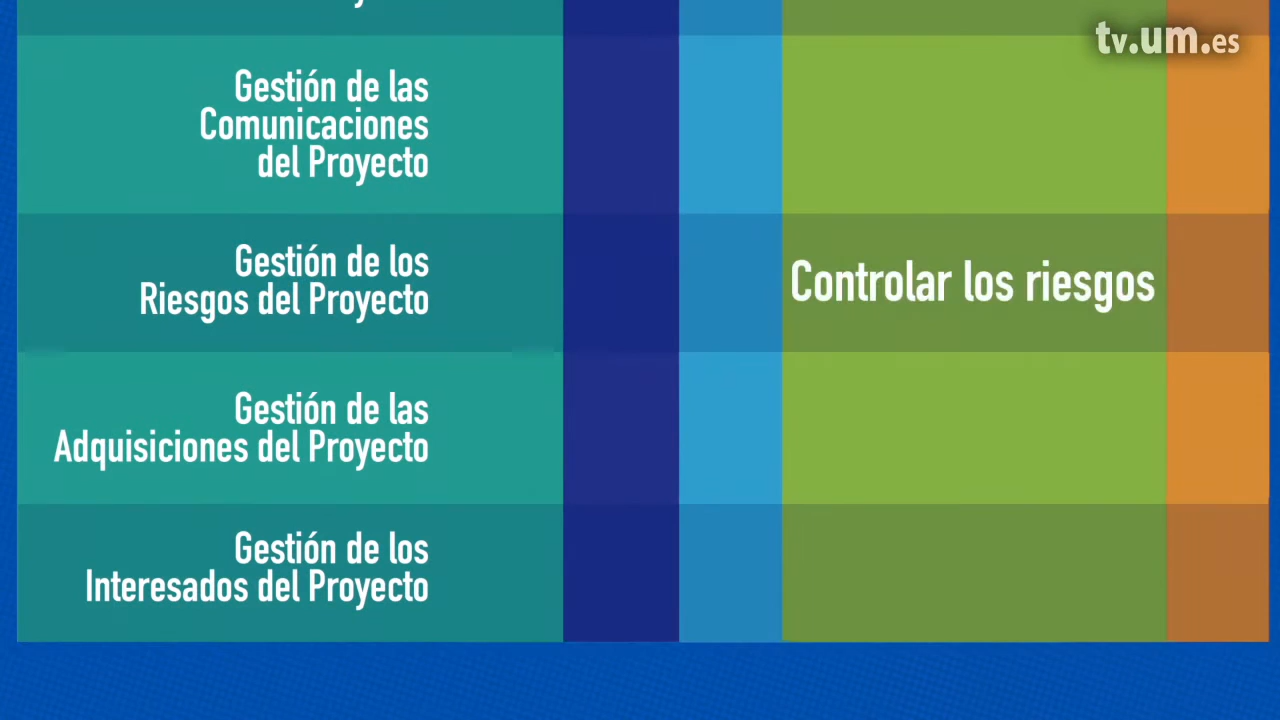 tv.um.es
Gestión de las
Comunicaciones
del Proyecto
Gestión de los
Riesgos del Proyecto
Controlar los riesgos
Gestión de las
Adquisiciones del Proyecto
Gestión de los
Interesados del Proyecto